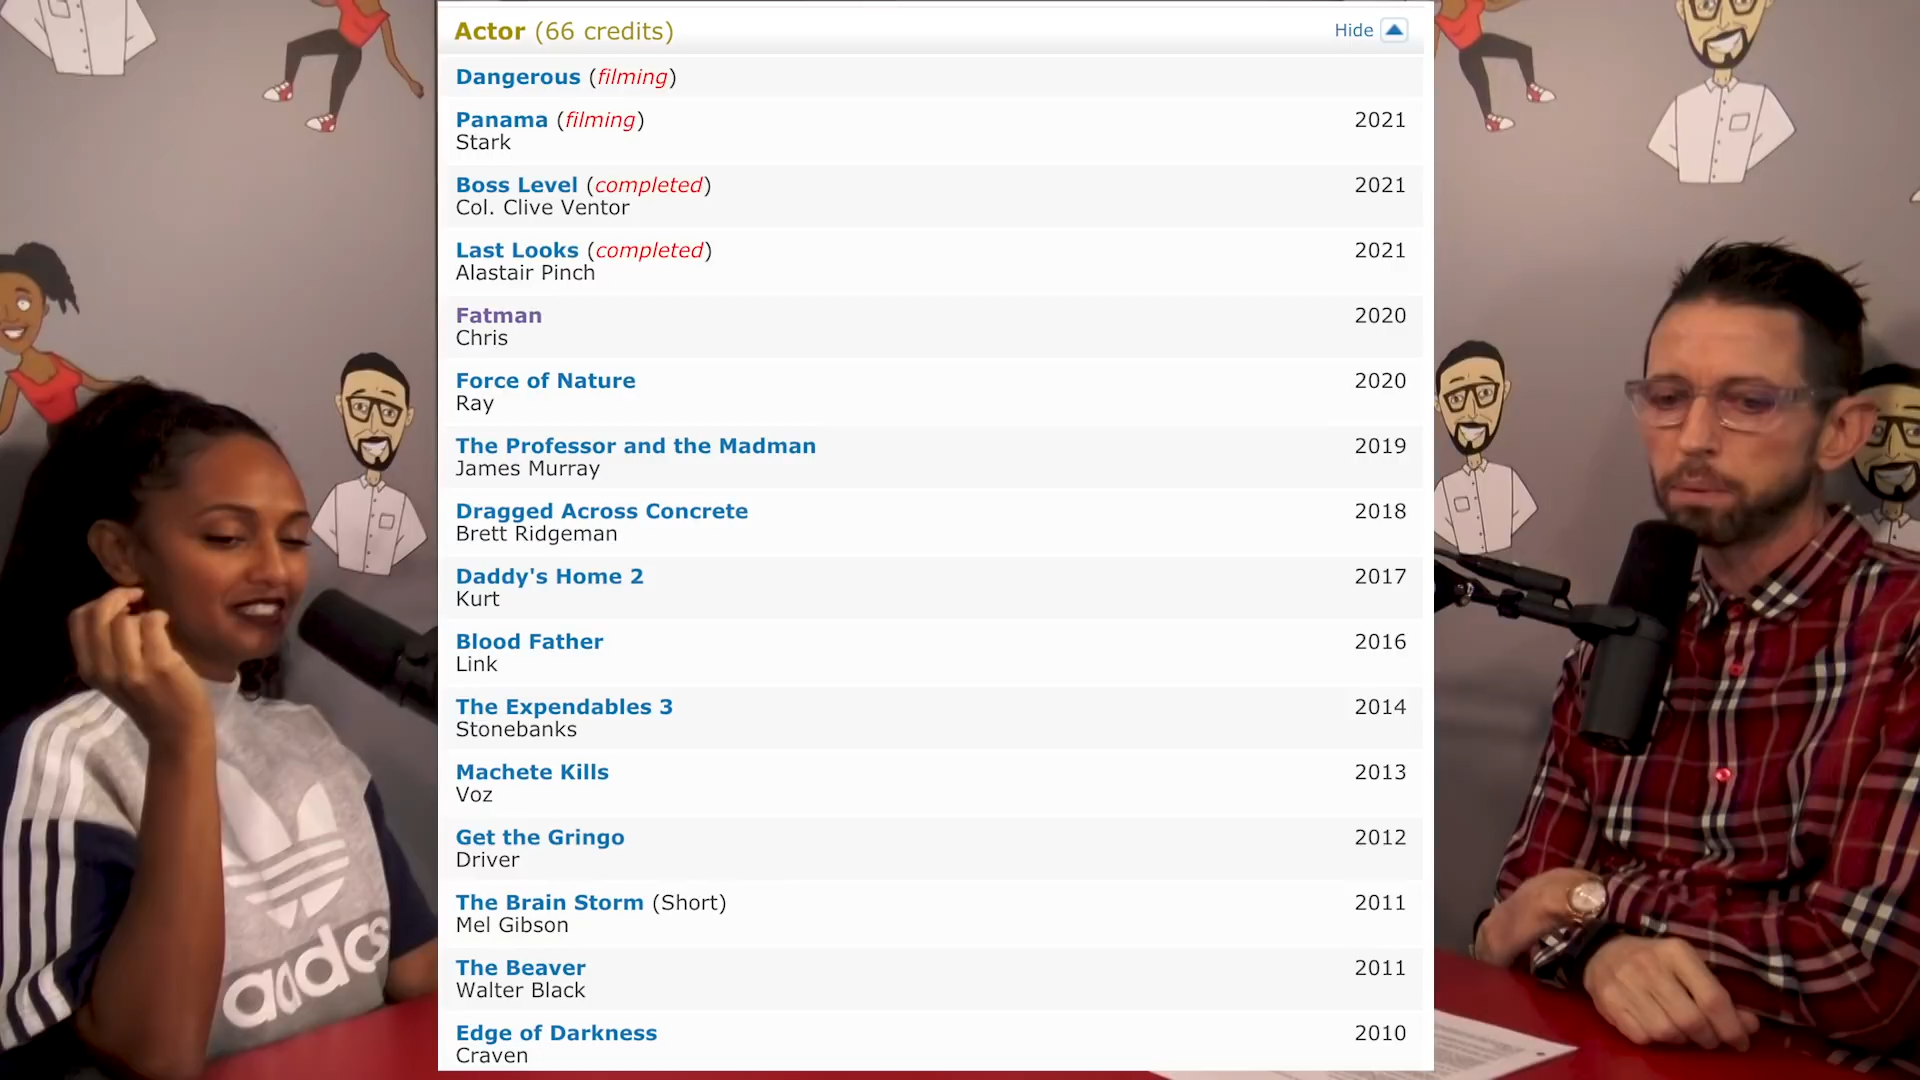 Actor (66 credits)
Hide
Dangerous (filming)
Panama (filming)
2021
Stark
Boss Level (completed)
2021
Col. Clive Ventor
Last Looks (completed)
2021
Alastair Pinch
Fatman
2020
Chris
Force of Nature
2020
Ray
The Professor and the Madman
2019
James Murray
Dragged Across Concrete
2018
Brett Ridgeman
Daddy's Home 2
2017
Kurt
Blood Father
2016
Link
The Expendables 3
2014
Stonebanks
Machete Kills
2013
Voz
Get the Gringo
2012
Driver
The Brain Storm (Short)
2011
Mel Gibson
The Beaver
2011
Walter Black
Edge of Darkness
2010
Craven
adidas